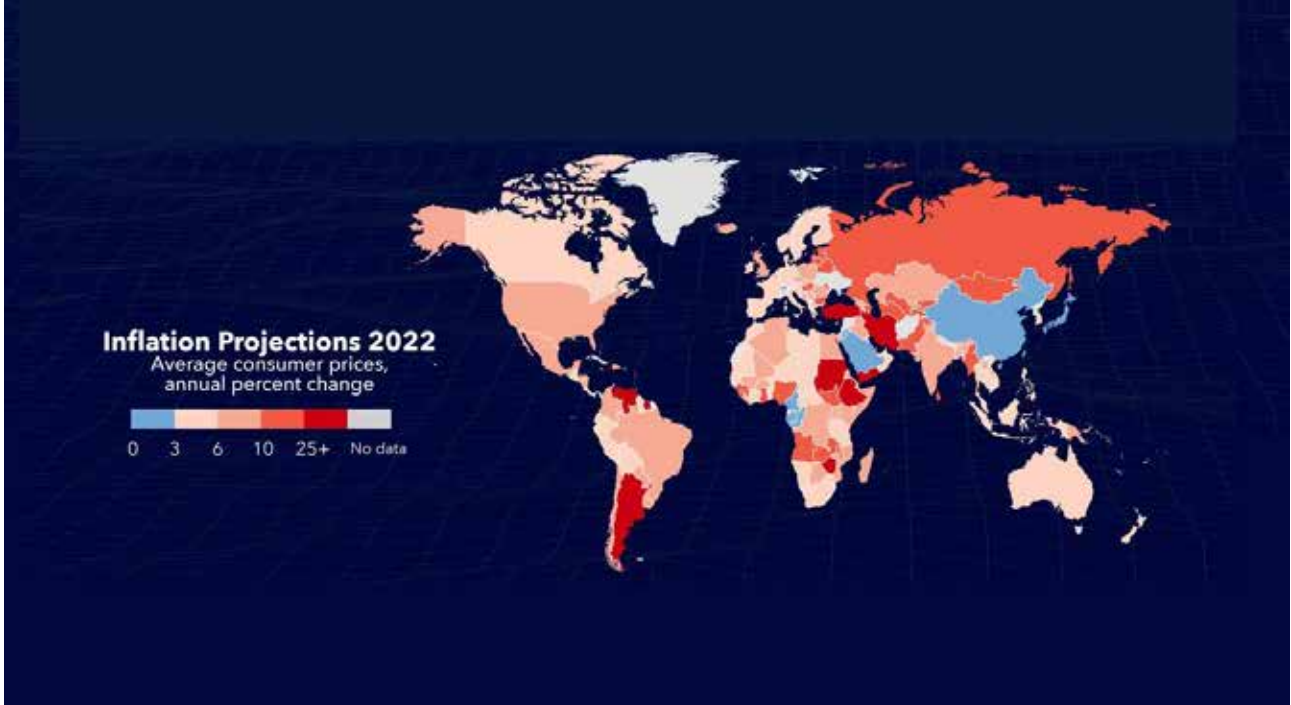 Inflation Projections 2022
Average consumer prices,
annual percent change
0 3 6 10 25+ No data